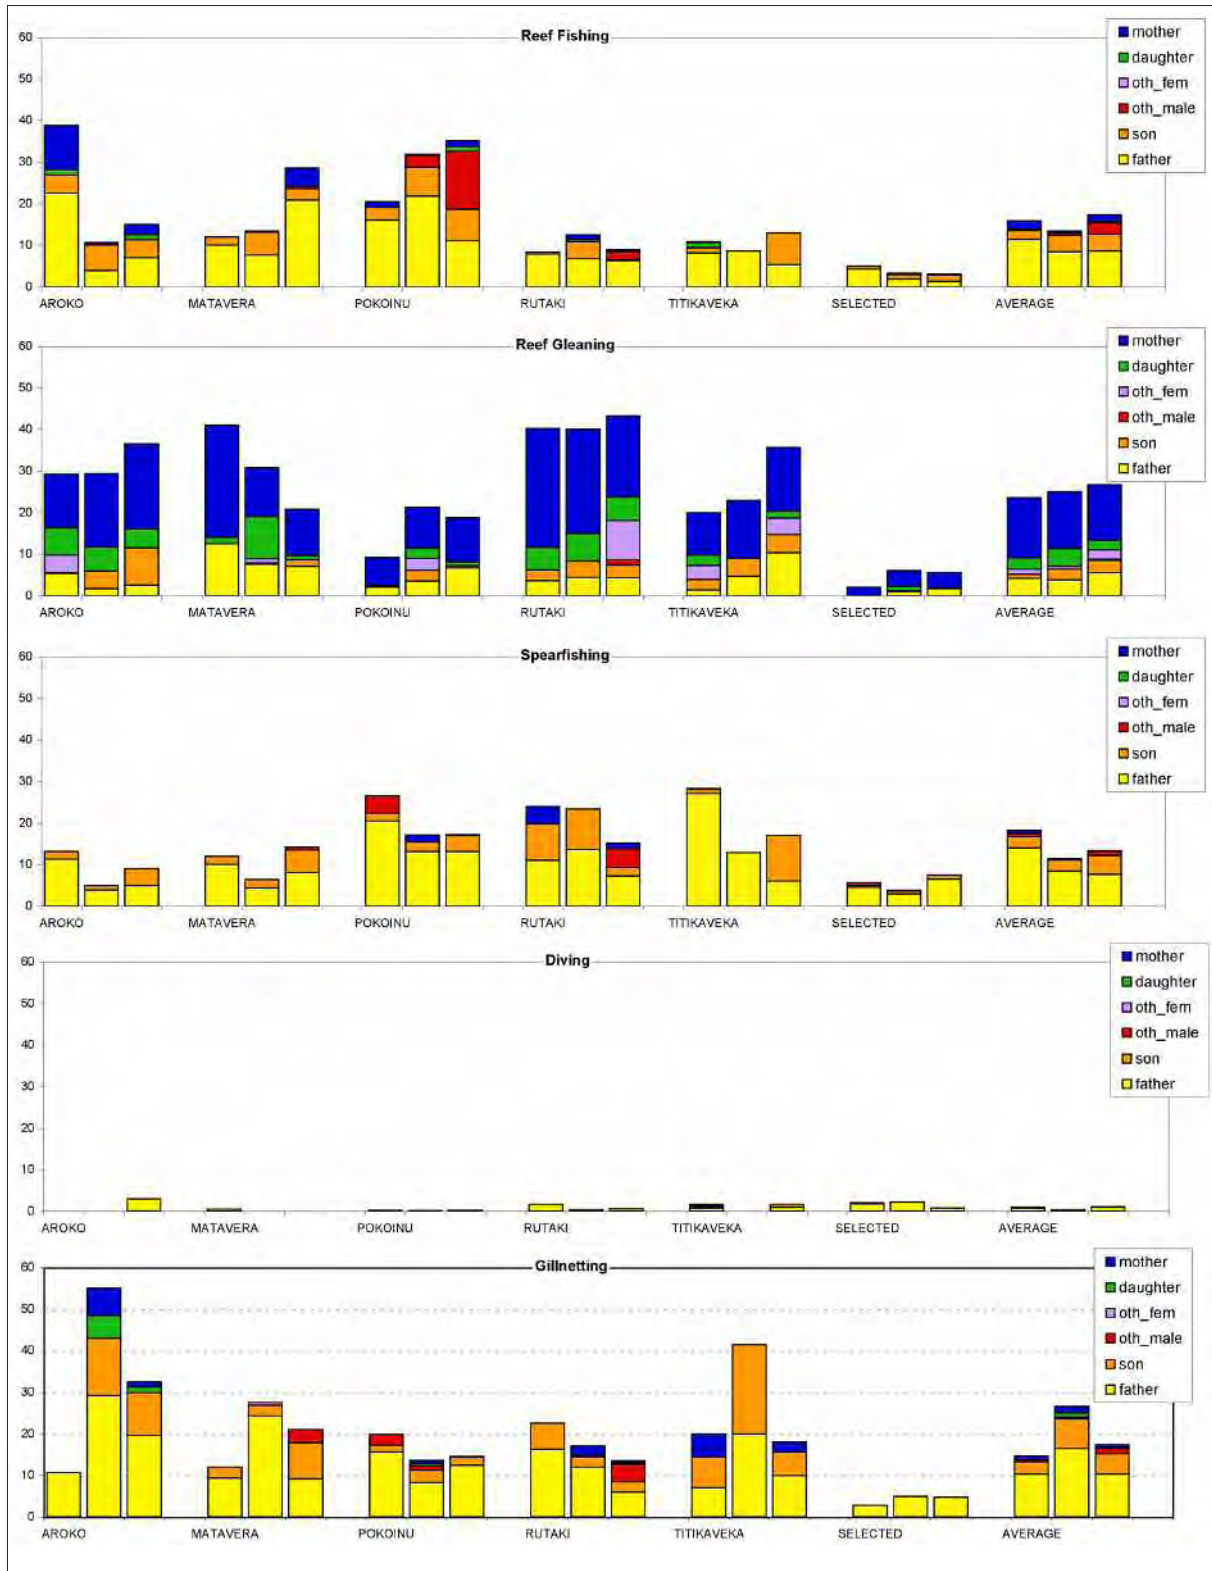 Reef Fishing
60
50
40
30
20
10
0
AROKO MATAVERA POKOINU RUTAKI TITIKAVEKA SELECTED AVERAGE
mother
daughter
oth_fem
oth_male
son
father
Reef Gleaning
60
50
40
30
20
10
0
AROKO MATAVERA POKOINU RUTAKI TITIKAVEKA SELECTED AVERAGE
mother
daughter
oth_fem
oth_male
son
father
Spearfishing
60
50
40
30
20
10
0
AROKO MATAVERA POKOINU RUTAKI TITIKAVEKA SELECTED AVERAGE
mother
daughter
oth_fem
oth_male
son
father
Diving
60
50
40
30
20
10
0
AROKO MATAVERA POKOINU RUTAKI TITIKAVEKA SELECTED AVERAGE
mother
daughter
oth_fem
oth_male
son
father
Gillnetting
60
50
40
30
20
10
0
AROKO MATAVERA POKOINU RUTAKI TITIKAVEKA SELECTED AVERAGE
mother
daughter
oth_fem
oth_male
son
father